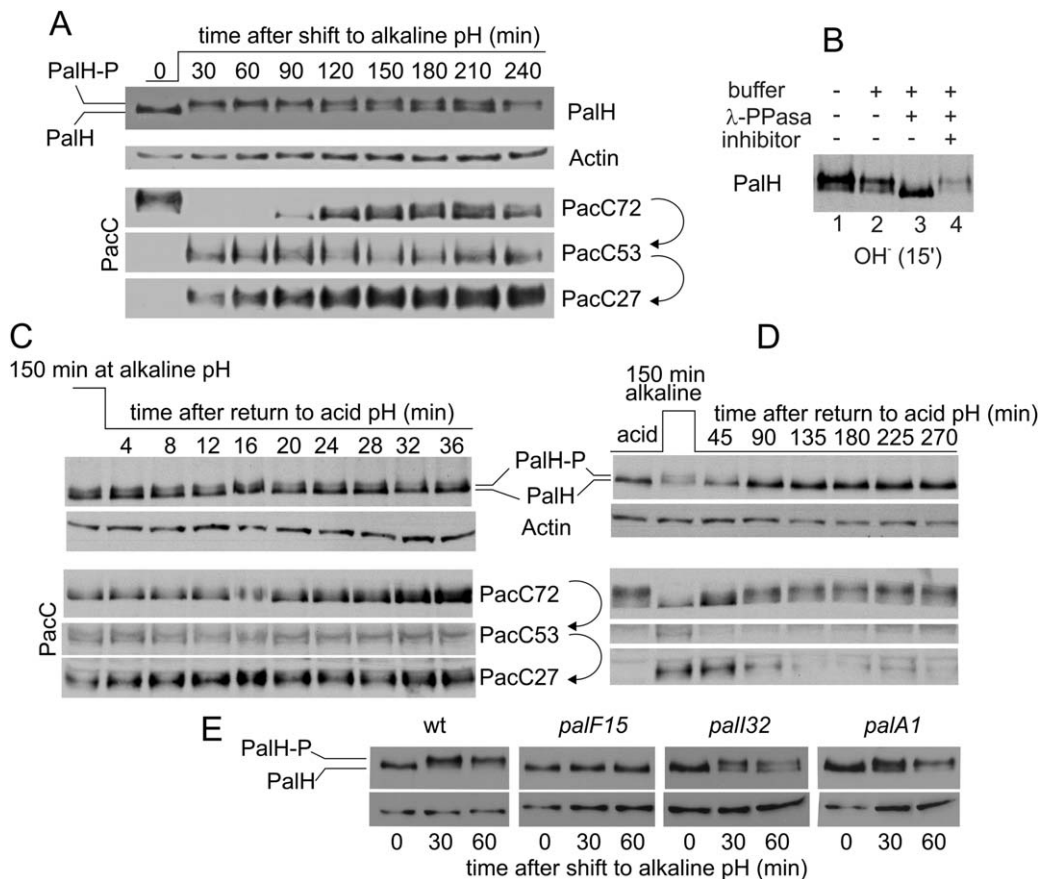 A
time after shift to alkaline pH (min)
PalH-P
0 30 60 90 120 150 180 210 240
PalH
PalH
Actin
PacC
PacC72
PacC53
PacC27
B
buffer - + + +
λ-PPasa - - + +
inhibitor - - - +
PalH
1 2 3 4
OH- (15')
C
150 min at alkaline pH
time after return to acid pH (min)
4 8 12 16 20 24 28 32 36
PalH-P
PalH
Actin
PacC
PacC72
PacC53
PacC27
D
150 min
alkaline
time after return to acid pH (min)
acid 45 90 135 180 225 270
E
wt palF15 palI32 palA1
PalH-P
PalH
0 30 60 0 30 60 0 30 60 0 30 60
time after shift to alkaline pH (min)